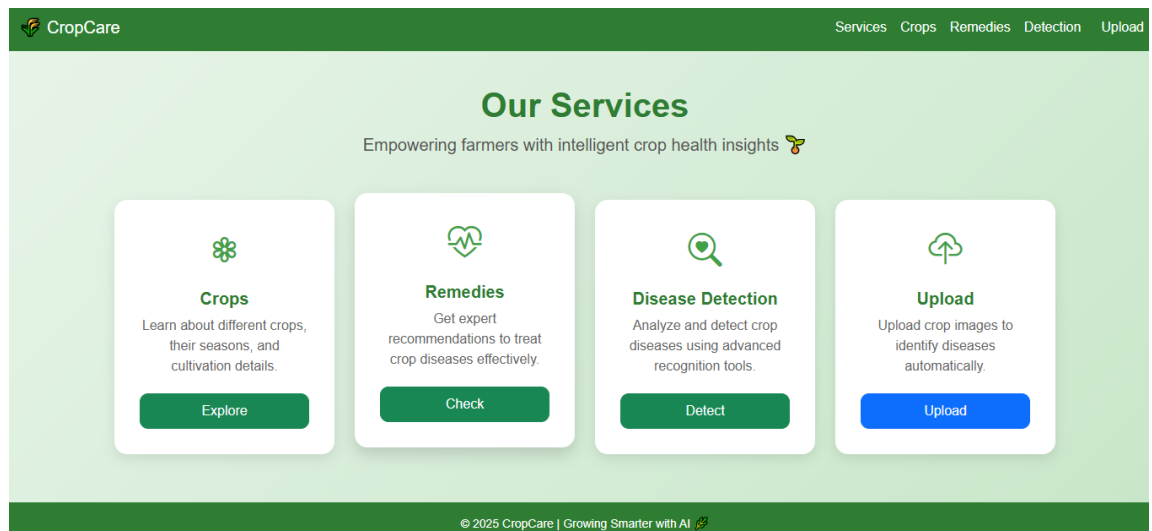 CropCare
Services Crops Remedies Detection Upload
Our Services
Empowering farmers with intelligent crop health insights
Crops
Learn about different crops,
their seasons, and
cultivation details.
Explore
Remedies
Get expert
recommendations to treat
crop diseases effectively.
Check
Disease Detection
Analyze and detect crop
diseases using advanced
recognition tools.
Detect
Upload
Upload crop images to
identify diseases
automatically.
Upload
© 2025 CropCare | Growing Smarter with AI